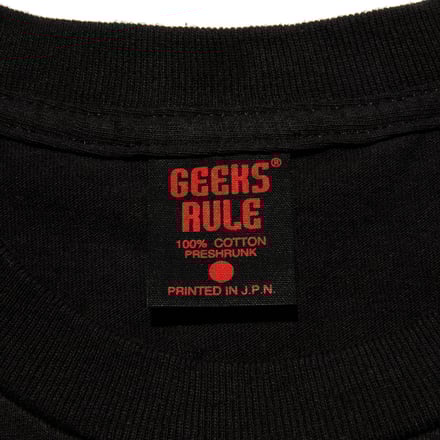 GEEKS®
RULE
100% COTTON
PRESHRUNK
PRINTED IN J.P.N.